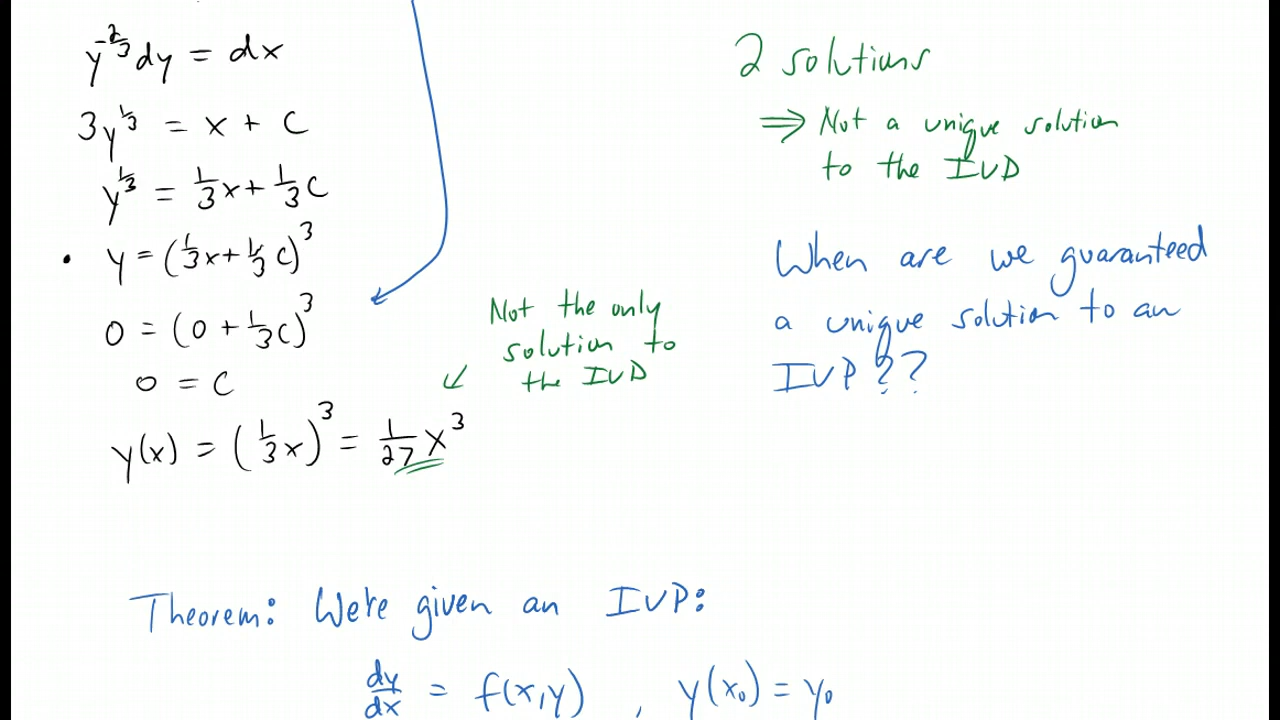 y^{-2/3} dy = dx
3y^{1/3} = x + c
y^{1/3} = 1/3 x + 1/3 c
• y = (1/3 x + 1/3 c)^3
0 = (0 + 1/3 c)^3
0 = c
y(x) = (1/3 x)^3 = 1/27 x^3
Not the only
solution to
the IVP
2 solutions
⇒ Not a unique solution
to the IVP
When are we guaranteed
a unique solution to an
IVP??
Theorem: We're given an IVP:
dy/dx = f(x,y) , y(x₀) = y₀